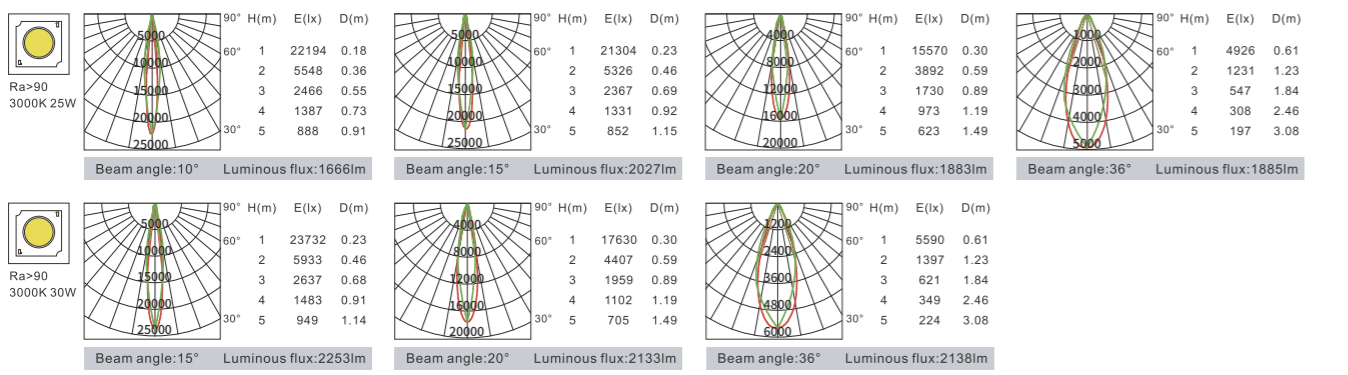 Ra>90
3000K 25W
5000
10000
15000
20000
25000
90°
60°
30°
H(m) E(lx) D(m)
1 22194 0.18
2 5548 0.36
3 2466 0.55
4 1387 0.73
5 888 0.91
Beam angle:10° Luminous flux:1666lm
5000
10000
15000
20000
25000
90°
60°
30°
H(m) E(lx) D(m)
1 21304 0.23
2 5326 0.46
3 2367 0.69
4 1331 0.92
5 852 1.15
Beam angle:15° Luminous flux:2027lm
4000
8000
12000
16000
20000
90°
60°
30°
H(m) E(lx) D(m)
1 15570 0.30
2 3892 0.59
3 1730 0.89
4 973 1.19
5 623 1.49
Beam angle:20° Luminous flux:1883lm
1000
2000
3000
4000
5000
90°
60°
30°
H(m) E(lx) D(m)
1 4926 0.61
2 1231 1.23
3 547 1.84
4 308 2.46
5 197 3.08
Beam angle:36° Luminous flux:1885lm
Ra>90
3000K 30W
5000
10000
15000
20000
25000
90°
60°
30°
H(m) E(lx) D(m)
1 23732 0.23
2 5933 0.46
3 2637 0.68
4 1483 0.91
5 949 1.14
Beam angle:15° Luminous flux:2253lm
4000
8000
12000
16000
20000
90°
60°
30°
H(m) E(lx) D(m)
1 17630 0.30
2 4407 0.59
3 1959 0.89
4 1102 1.19
5 705 1.49
Beam angle:20° Luminous flux:2133lm
1200
2400
3600
4800
6000
90°
60°
30°
H(m) E(lx) D(m)
1 5590 0.61
2 1397 1.23
3 621 1.84
4 349 2.46
5 224 3.08
Beam angle:36° Luminous flux:2138lm